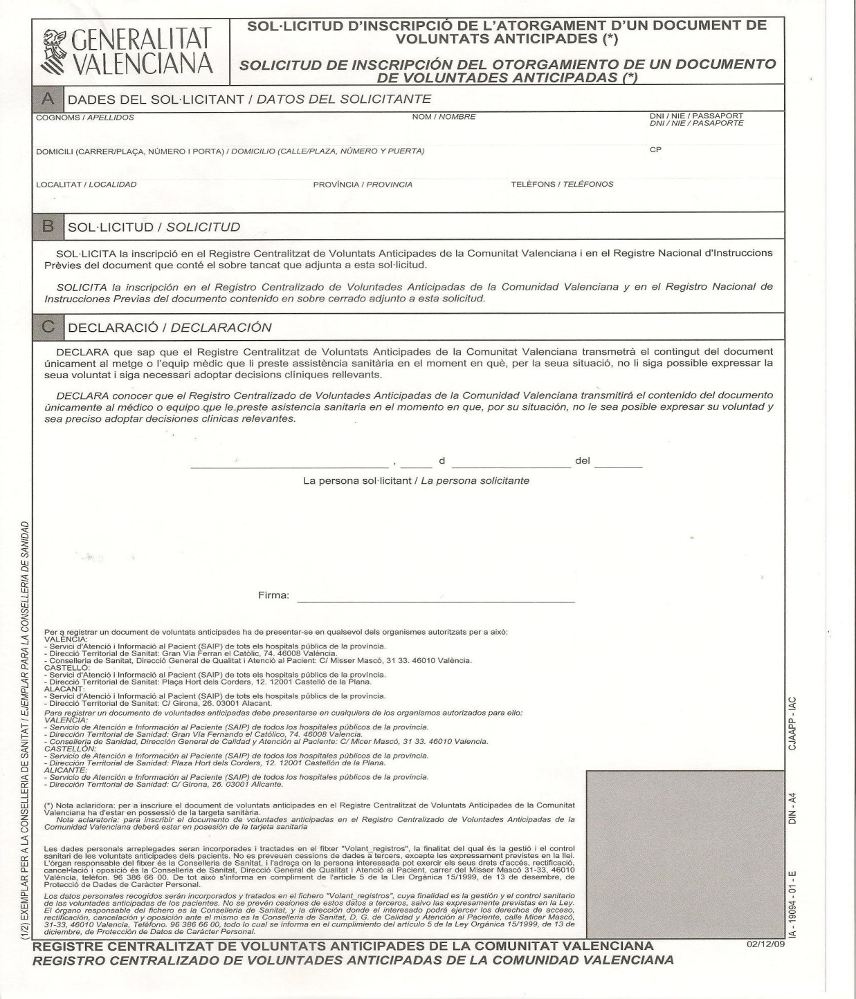 GENERALITAT
VALENCIANA
SOL·LICITUD D'INSCRIPCIÓ DE L'ATORGAMENT D'UN DOCUMENT DE
VOLUNTATS ANTICIPADES (*)
SOLICITUD DE INSCRIPCIÓN DEL OTORGAMIENTO DE UN DOCUMENTO
DE VOLUNTADES ANTICIPADAS (*)
A DADES DEL SOL·LICITANT / DATOS DEL SOLICITANTE
COGNOMS / APELLIDOS NOM / NOMBRE DNI / NIE / PASSAPORT
DNI / NIE / PASAPORTE
DOMICILI (CARRER/PLAÇA, NÚMERO I PORTA) / DOMICILIO (CALLE/PLAZA, NÚMERO Y PUERTA) CP
LOCALITAT / LOCALIDAD PROVÍNCIA / PROVINCIA TELÈFONS / TELÉFONOS
B SOL·LICITUD / SOLICITUD
SOL·LICITA la inscripció en el Registre Centralitzat de Voluntats Anticipades de la Comunitat Valenciana i en el Registre Nacional d'Instruccions
Prèvies del document que conté el sobre tancat que adjunta a esta sol·licitud.
SOLICITA la inscripción en el Registro Centralizado de Voluntades Anticipadas de la Comunidad Valenciana y en el Registro Nacional de
Instrucciones Previas del documento contenido en sobre cerrado adjunto a esta solicitud.
C DECLARACIÓ / DECLARACIÓN
DECLARA que sap que el Registre Centralitzat de Voluntats Anticipades de la Comunitat Valenciana transmetrà el contingut del document
únicament al metge o l'equip mèdic que li preste assistència sanitària en el moment en què, per la seua situació, no li siga possible expressar la
seua voluntat i siga necessari adoptar decisions clíniques rellevants.
DECLARA conocer que el Registro Centralizado de Voluntades Anticipadas de la Comunidad Valenciana transmitirá el contenido del documento
únicamente al médico o equipo que le preste asistencia sanitaria en el momento en que, por su situación, no le sea posible expresar su voluntad y
sea preciso adoptar decisiones clínicas relevantes.
, d del
La persona sol·licitant / La persona solicitante
Firma:
Per a registrar un document de voluntats anticipades ha de presentar-se en qualsevol dels organismes autoritzats per a això:
VALÈNCIA:
- Servici d'Atenció i Informació al Pacient (SAIP) de tots els hospitals públics de la província.
- Direcció Territorial de Sanitat: Gran Via Ferran el Catòlic, 74. 46008 València.
- Conselleria de Sanitat, Direcció General de Qualitat i Atenció al Pacient: C/ Misser Mascó, 31 33. 46010 València.
CASTELLÓ:
- Servici d'Atenció i Informació al Pacient (SAIP) de tots els hospitals públics de la província.
- Direcció Territorial de Sanitat: Plaça Hort dels Corders, 12. 12001 Castelló de la Plana.
ALACANT:
- Servici d'Atenció i Informació al Pacient (SAIP) de tots els hospitals públics de la província.
- Direcció Territorial de Sanitat: C/ Girona, 26. 03001 Alacant.
Para registrar un documento de voluntades anticipadas debe presentarse en cualquiera de los organismos autorizados para ello:
VALENCIA:
- Servicio de Atención e Información al Paciente (SAIP) de todos los hospitales públicos de la provincia.
- Dirección Territorial de Sanidad: Gran Vía Fernando el Católico, 74. 46008 Valencia.
- Conselleria de Sanidad, Dirección General de Calidad y Atención al Paciente: C/ Micer Mascó, 31 33. 46010 Valencia.
CASTELLÓN:
- Servicio de Atención e Información al Paciente (SAIP) de todos los hospitales públicos de la provincia.
- Dirección Territorial de Sanidad: Plaza Hort dels Corders, 12. 12001 Castellón de la Plana.
ALICANTE:
- Servicio de Atención e Información al Paciente (SAIP) de todos los hospitales públicos de la provincia.
- Dirección Territorial de Sanidad: C/ Girona, 26. 03001 Alicante.
(*) Nota aclaridora: per a inscriure el document de voluntats anticipades en el Registre Centralitzat de Voluntats Anticipades de la Comunitat
Valenciana ha d'estar en possessió de la targeta sanitària.
Nota aclaratoria: para inscribir el documento de voluntades anticipadas en el Registro Centralizado de Voluntades Anticipadas de la
Comunidad Valenciana deberá estar en posesión de la tarjeta sanitaria
Les dades personals arreplegades seran incorporades i tractades en el fitxer "Volant_registros", la finalitat del qual és la gestió i el control
sanitari de les voluntats anticipades dels pacients. No es preveuen cessions de dades a tercers, excepte les expressament previstes en la llei.
L'òrgan responsable del fitxer és la Conselleria de Sanitat, i l'adreça on la persona interessada pot exercir els seus drets d'accés, rectificació,
cancel•lació i oposició és la Conselleria de Sanitat, Direcció General de Qualitat i Atenció al Pacient, carrer del Misser Mascó 31-33, 46010
València, telèfon. 96 386 66 00. De tot això s'informa en compliment de l'article 5 de la Llei Orgànica 15/1999, de 13 de desembre, de
Protecció de Dades de Caràcter Personal.
Los datos personales recogidos serán incorporados y tratados en el fichero "Volant_registros", cuya finalidad es la gestión y el control sanitario
de las voluntades anticipadas de los pacientes. No se prevén cesiones de estos datos a terceros, salvo las expresamente previstas en la Ley.
El órgano responsable del fichero es la Conselleria de Sanitat, y la dirección donde el interesado podrá ejercer los derechos de acceso,
rectificación, cancelación y oposición ante el mismo es la Conselleria de Sanitat, D. G. de Calidad y Atención al Paciente, calle Micer Mascó,
31-33, 46010 Valencia, Teléfono. 96 386 66 00, todo lo cual se informa en el cumplimiento del artículo 5 de la Ley Orgánica 15/1999, de 13 de
diciembre, de Protección de Datos de Carácter Personal.
(1/2) EXEMPLAR PER A LA CONSELLERIA DE SANITAT / EJEMPLAR PARA LA CONSELLERIA DE SANIDAD
IA - 19094 - 01 - E DIN - A4 CJAAPP - IAC
REGISTRE CENTRALITZAT DE VOLUNTATS ANTICIPADES DE LA COMUNITAT VALENCIANA 02/12/09
REGISTRO CENTRALIZADO DE VOLUNTADES ANTICIPADAS DE LA COMUNIDAD VALENCIANA